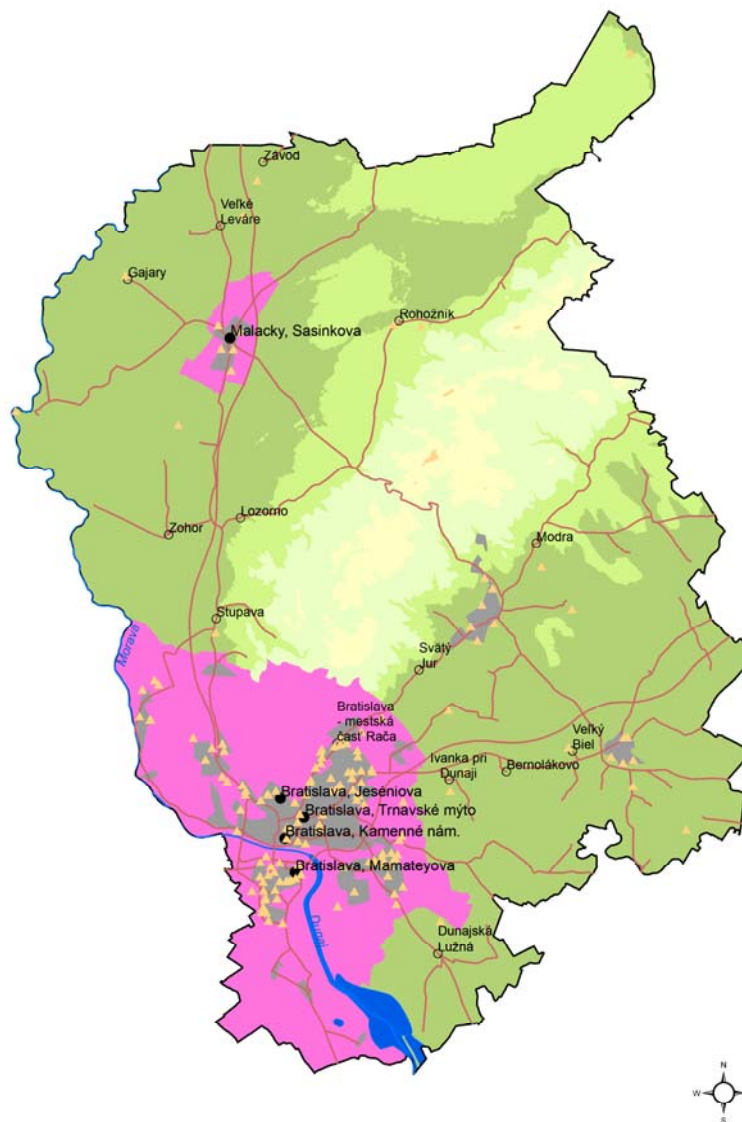 Závod
Veľké
Leváre
Gajary
Rohožník
Malacky, Sasinkova
Lozorno
Zohor
Modra
Stupava
Morava
Svätý
Jur
Bratislava
- mestská
časť Rača
Veľký
Biel
Ivanka pri
Dunaji
Bernolákovo
Bratislava, Jeséniova
Bratislava, Trnavské mýto
Bratislava, Kamenné nám.
Bratislava, Mamateyova
Dunaj
Dunajská
Lužná
N
W
S